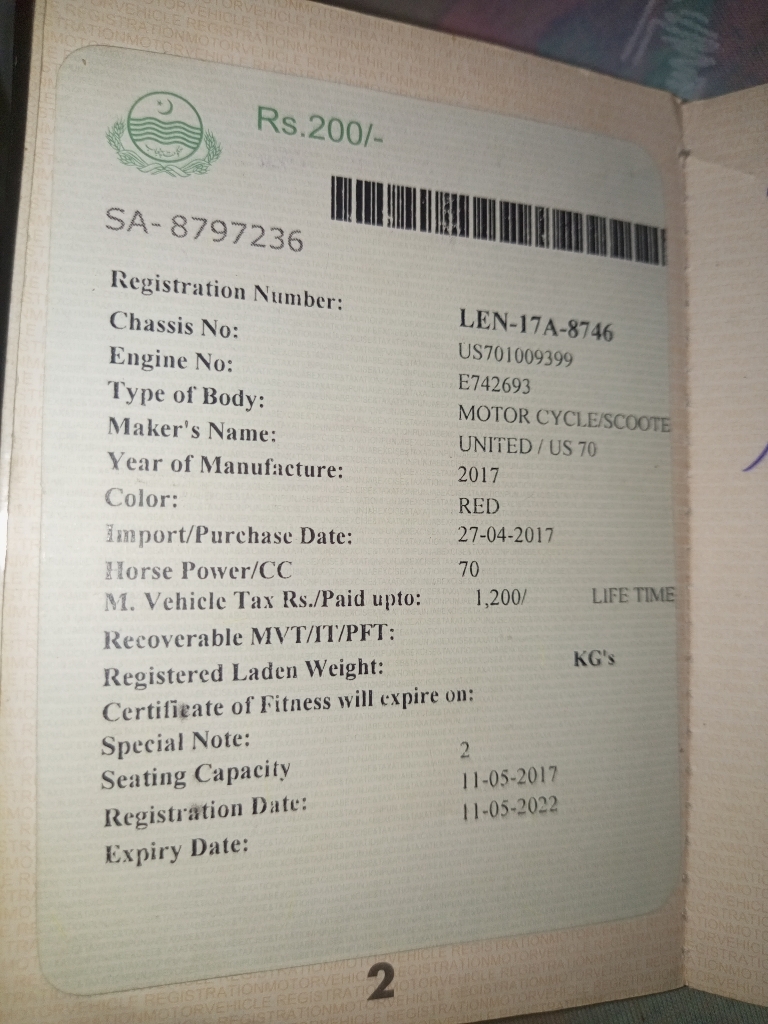 Rs.200/-
SA- 8797236
Registration Number: LEN-17A-8746
Chassis No: US701009399
Engine No: E742693
Type of Body: MOTOR CYCLE/SCOOTE
Maker's Name: UNITED / US 70
Year of Manufacture: 2017
Color: RED
Import/Purchase Date: 27-04-2017
Horse Power/CC 70
M. Vehicle Tax Rs./Paid upto: 1,200/ LIFE TIME
Recoverable MVT/IT/PFT:
Registered Laden Weight: KG's
Certificate of Fitness will expire on:
Special Note:
Seating Capacity 2
Registration Date: 11-05-2017
Expiry Date: 11-05-2022
2